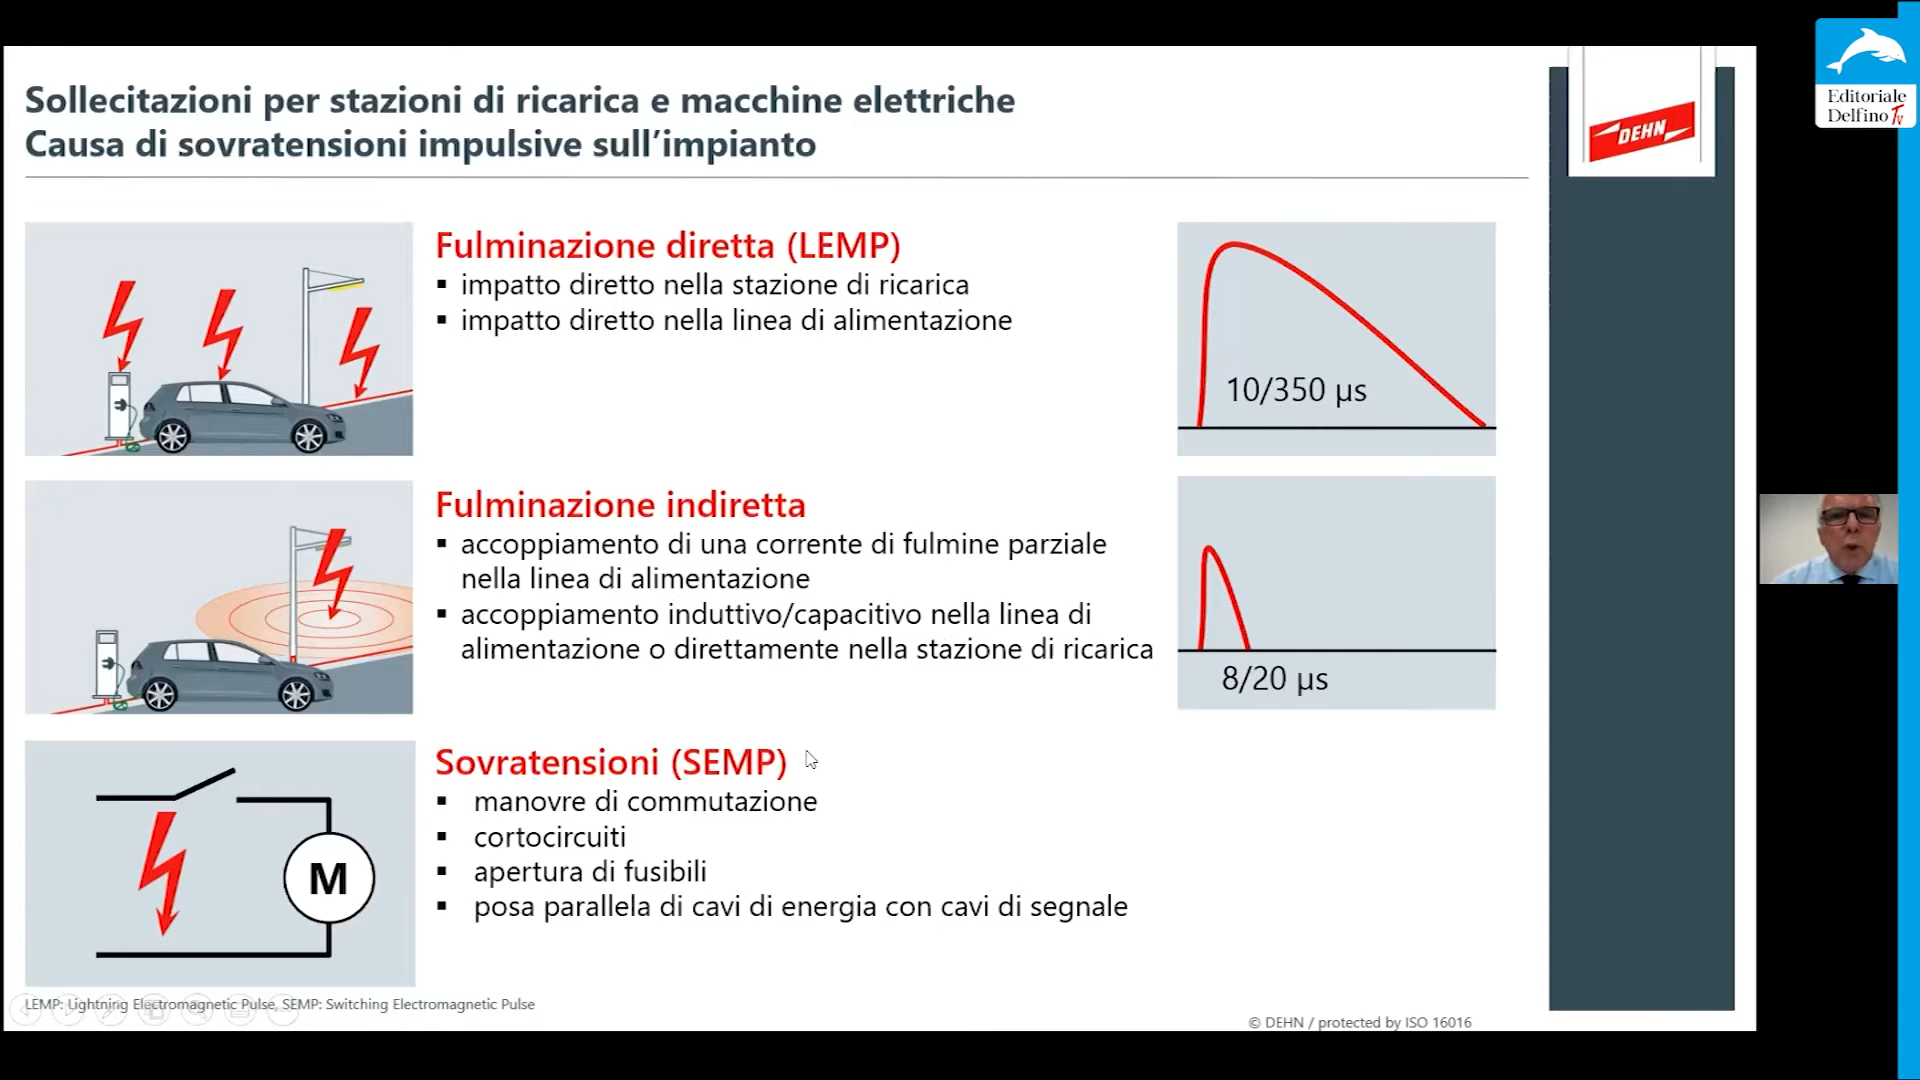 Sollecitazioni per stazioni di ricarica e macchine elettriche
Causa di sovratensioni impulsive sull’impianto
DEHN
Editoriale
Delfino Tv
Fulminazione diretta (LEMP)
▪ impatto diretto nella stazione di ricarica
▪ impatto diretto nella linea di alimentazione
10/350 µs
Fulminazione indiretta
▪ accoppiamento di una corrente di fulmine parziale
nella linea di alimentazione
▪ accoppiamento induttivo/capacitivo nella linea di
alimentazione o direttamente nella stazione di ricarica
8/20 µs
Sovratensioni (SEMP)
▪ manovre di commutazione
▪ cortocircuiti
▪ apertura di fusibili
▪ posa parallela di cavi di energia con cavi di segnale
M
LEMP: Lightning Electromagnetic Pulse, SEMP: Switching Electromagnetic Pulse
© DEHN / protected by ISO 16016